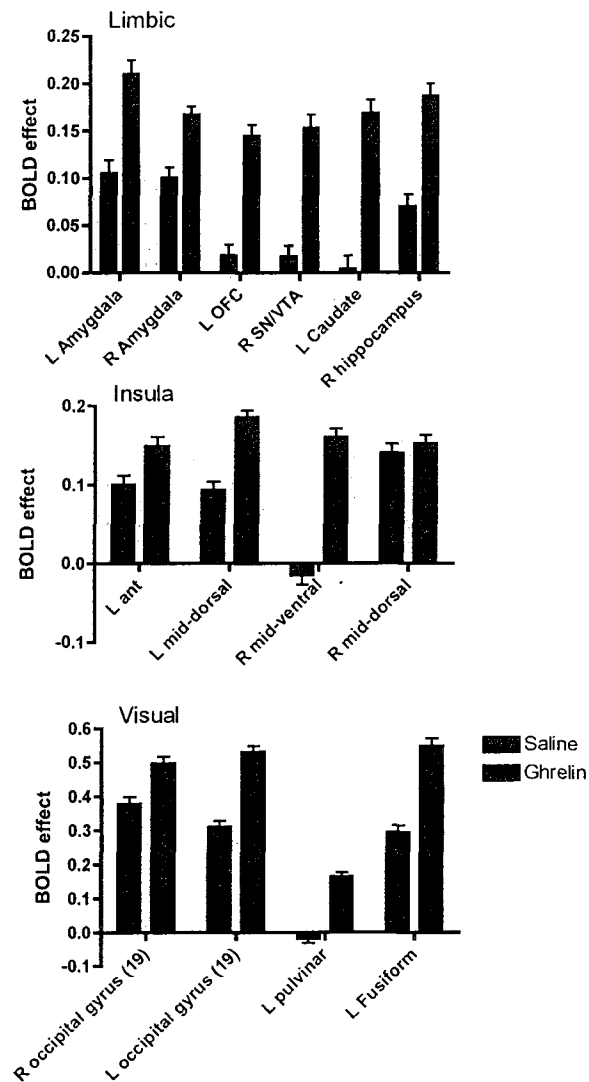 Limbic
BOLD effect
0.25
0.20
0.15
0.10
0.05
0.00
L Amygdala
R Amygdala
L OFC
R SN/VTA
L Caudate
R hippocampus
Insula
BOLD effect
0.2
0.1
0.0
-0.1
L ant
L mid-dorsal
R mid-ventral
R mid-dorsal
Visual
BOLD effect
0.6
0.5
0.4
0.3
0.2
0.1
0.0
-0.1
R occipital gyrus (19)
L occipital gyrus (19)
L pulvinar
L Fusiform
Saline
Ghrelin